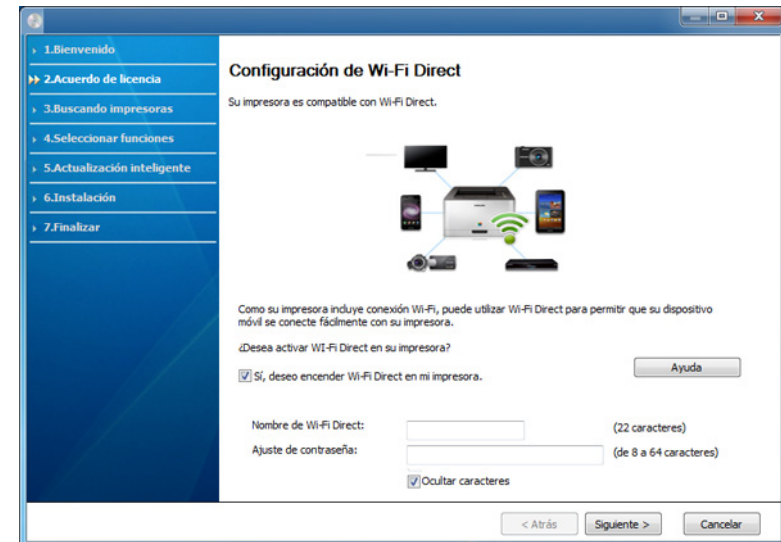 1.Bienvenido
2.Acuerdo de licencia
3.Buscando impresoras
4.Seleccionar funciones
5.Actualización inteligente
6.Instalación
7.Finalizar
Configuración de Wi-Fi Direct
Su impresora es compatible con Wi-Fi Direct.
Como su impresora incluye conexión Wi-Fi, puede utilizar Wi-Fi Direct para permitir que su dispositivo
móvil se conecte fácilmente con su impresora.
¿Desea activar WI-Fi Direct en su impresora?
Sí, deseo encender Wi-Fi Direct en mi impresora.
Ayuda
Nombre de Wi-Fi Direct:
(22 caracteres)
Ajuste de contraseña:
(de 8 a 64 caracteres)
Ocultar caracteres
< Atrás
Siguiente >
Cancelar